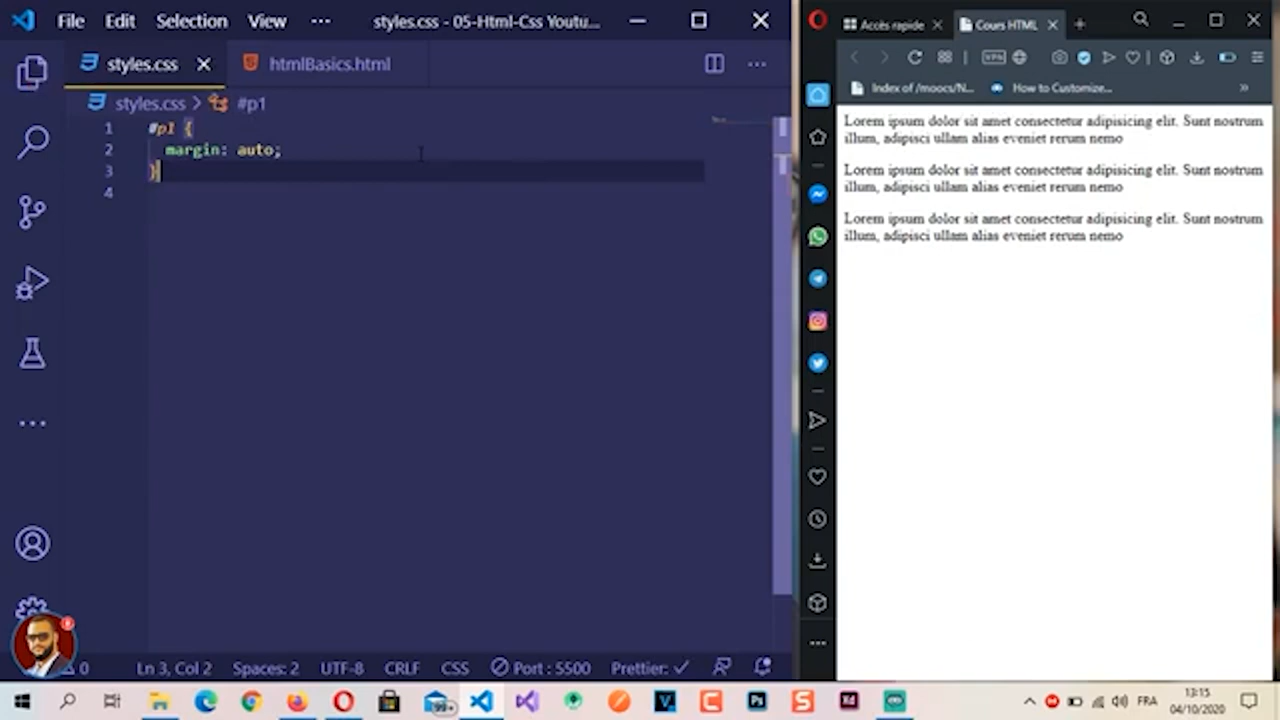 File Edit Selection View ... styles.css - 05-Html-Css Youtu...
styles.css htmlBasics.html
styles.css > #p1
1 #p1 {
2 margin: auto;
3 }
4
Ln 3, Col 2 Spaces: 2 UTF-8 CRLF CSS Port : 5500 Prettier: ✓
Accès rapide Cours HTML
VPN
Index of /moocs/N... How to Customize...
Lorem ipsum dolor sit amet consectetur adipisicing elit. Sunt nostrum
illum, adipisci ullam alias eveniet rerum nemo
Lorem ipsum dolor sit amet consectetur adipisicing elit. Sunt nostrum
illum, adipisci ullam alias eveniet rerum nemo
Lorem ipsum dolor sit amet consectetur adipisicing elit. Sunt nostrum
illum, adipisci ullam alias eveniet rerum nemo
99+ Ps S Xd FRA 13:15
04/10/2020